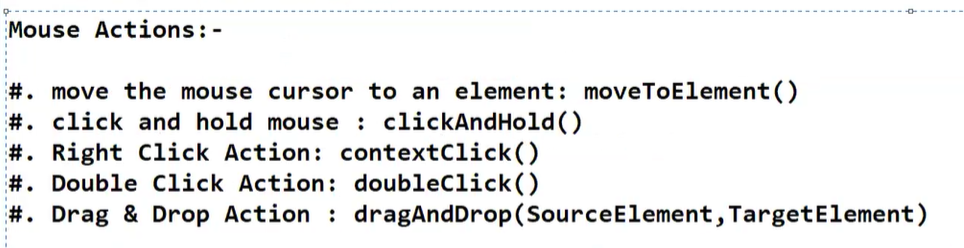 Mouse Actions:-
#. move the mouse cursor to an element: moveToElement()
#. click and hold mouse : clickAndHold()
#. Right Click Action: contextClick()
#. Double Click Action: doubleClick()
#. Drag & Drop Action : dragAndDrop(SourceElement,TargetElement)